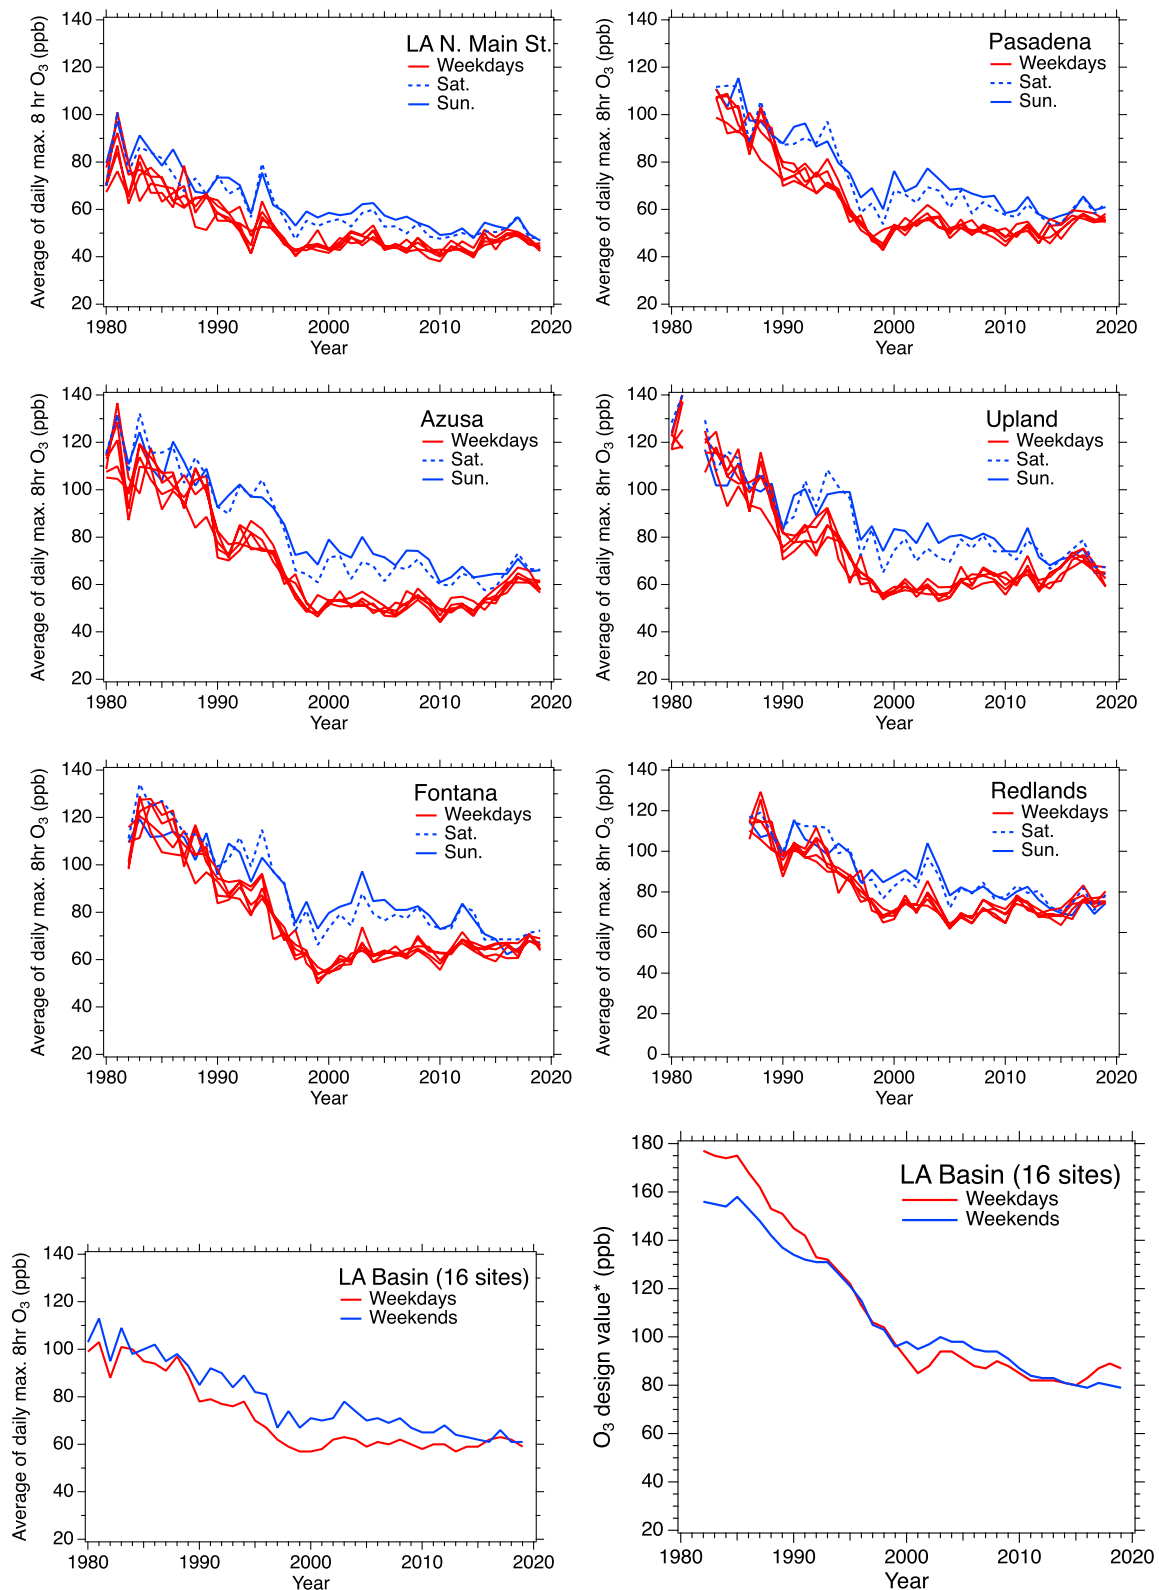 140
120
100
80
60
40
20
Average of daily max. 8 hr O3 (ppb)
LA N. Main St.
Weekdays
Sat.
Sun.
1980 1990 2000 2010 2020
Year
140
120
100
80
60
40
20
Average of daily max. 8hr O3 (ppb)
Pasadena
Weekdays
Sat.
Sun.
1980 1990 2000 2010 2020
Year
140
120
100
80
60
40
20
Average of daily max. 8hr O3 (ppb)
Azusa
Weekdays
Sat.
Sun.
1980 1990 2000 2010 2020
Year
140
120
100
80
60
40
20
Average of daily max. 8hr O3 (ppb)
Upland
Weekdays
Sat.
Sun.
1980 1990 2000 2010 2020
Year
140
120
100
80
60
40
20
Average of daily max. 8hr O3 (ppb)
Fontana
Weekdays
Sat.
Sun.
1980 1990 2000 2010 2020
Year
140
120
100
80
60
40
20
0
Average of daily max. 8hr O3 (ppb)
Redlands
Weekdays
Sat.
Sun.
1980 1990 2000 2010 2020
Year
140
120
100
80
60
40
20
Average of daily max. 8hr O3 (ppb)
LA Basin (16 sites)
Weekdays
Weekends
1980 1990 2000 2010 2020
Year
180
160
140
120
100
80
60
40
20
O3 design value* (ppb)
LA Basin (16 sites)
Weekdays
Weekends
1980 1990 2000 2010 2020
Year